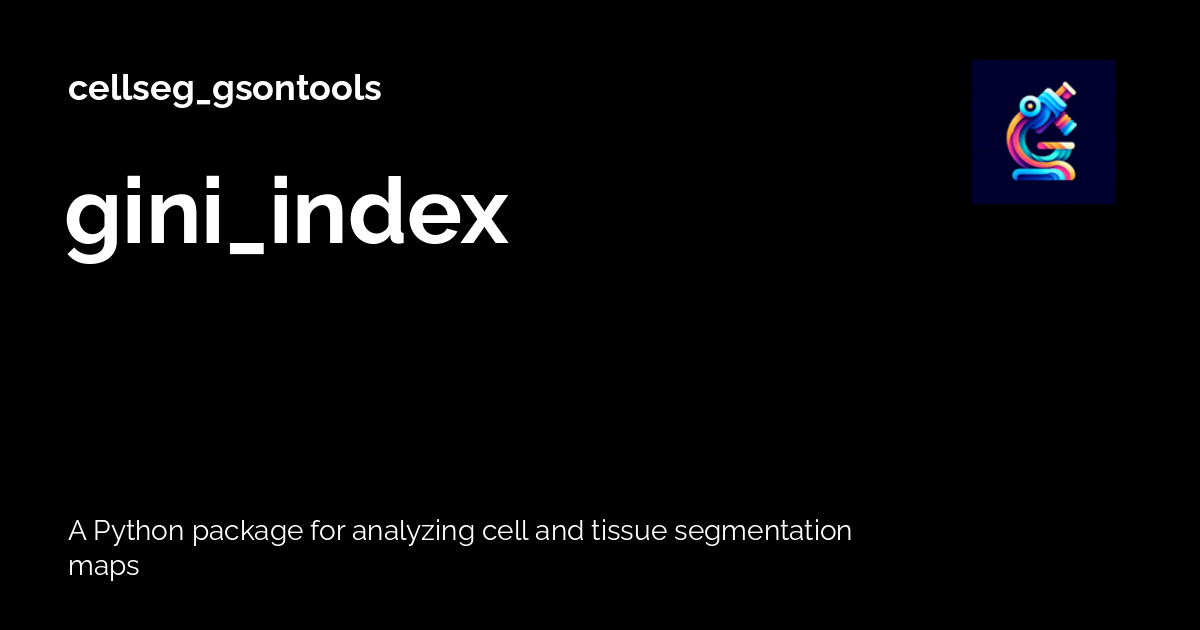 cellseg_gsontools
gini_index
A Python package for analyzing cell and tissue segmentation
maps